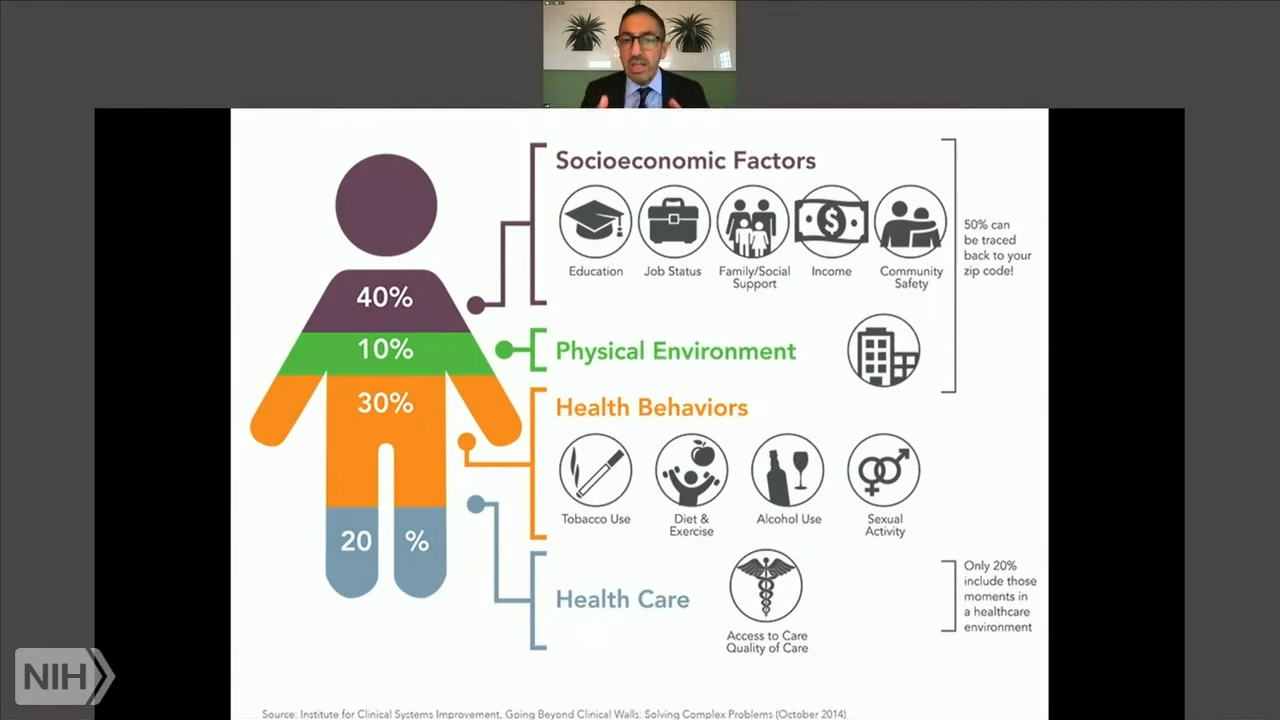 Socioeconomic Factors
Education
Job Status
Family/Social
Support
Income
Community
Safety
50% can
be traced
back to your
zip code!
40%
10%
Physical Environment
30%
Health Behaviors
Tobacco Use
Diet &
Exercise
Alcohol Use
Sexual
Activity
20 %
Health Care
Access to Care
Quality of Care
Only 20%
include those
moments in
a healthcare
environment
NIH
Source: Institute for Clinical Systems Improvement, Going Beyond Clinical Walls: Solving Complex Problems (October 2014)